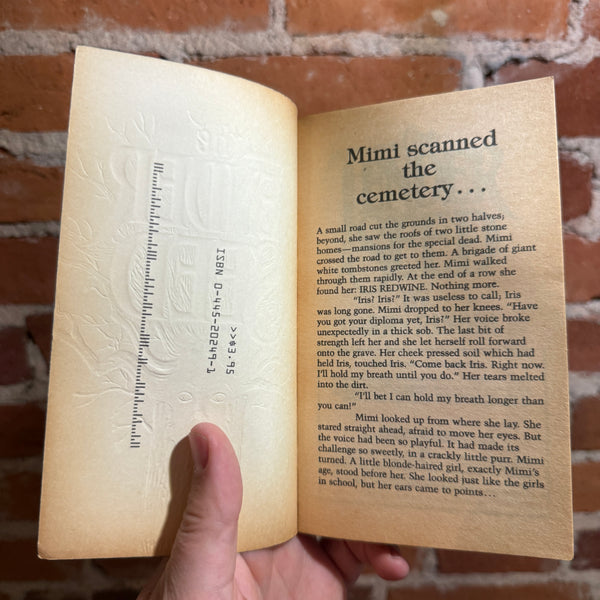 ISBN 0-445-20249-1
>>$3.95
Mimi scanned
the
cemetery...
A small road cut the grounds in two halves;
beyond, she saw the roofs of two little stone
homes—mansions for the special dead. Mimi
crossed the road to get to them. A brigade of giant
white tombstones greeted her. Mimi walked
through them rapidly. At the end of a row she
found her: IRIS REDWINE. Nothing more.
"Iris? Iris?" It was useless to call; Iris
was long gone. Mimi dropped to her knees. "Have
you got your diploma yet, Iris?" Her voice broke
unexpectedly in a thick sob. The last bit of
strength left her and she let herself roll forward
onto the grave. Her cheek pressed soil which had
held Iris, touched Iris. "Come back Iris. Right now.
I'll hold my breath until you do." Her tears melted
into the dirt.
"I'll bet I can hold my breath longer than
you can!"
Mimi looked up from where she lay. She
stared straight ahead, afraid to move her eyes. But
the voice had been so playful. It had made its
challenge so sweetly, in a crackly little purr. Mimi
turned. A little blonde-haired girl, exactly Mimi's
age, stood before her. She looked just like the girls
in school, but her ears came to points...